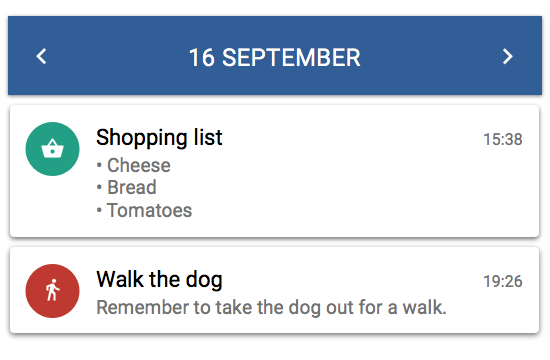 16 SEPTEMBER
Shopping list 15:38
• Cheese
• Bread
• Tomatoes
Walk the dog 19:26
Remember to take the dog out for a walk.